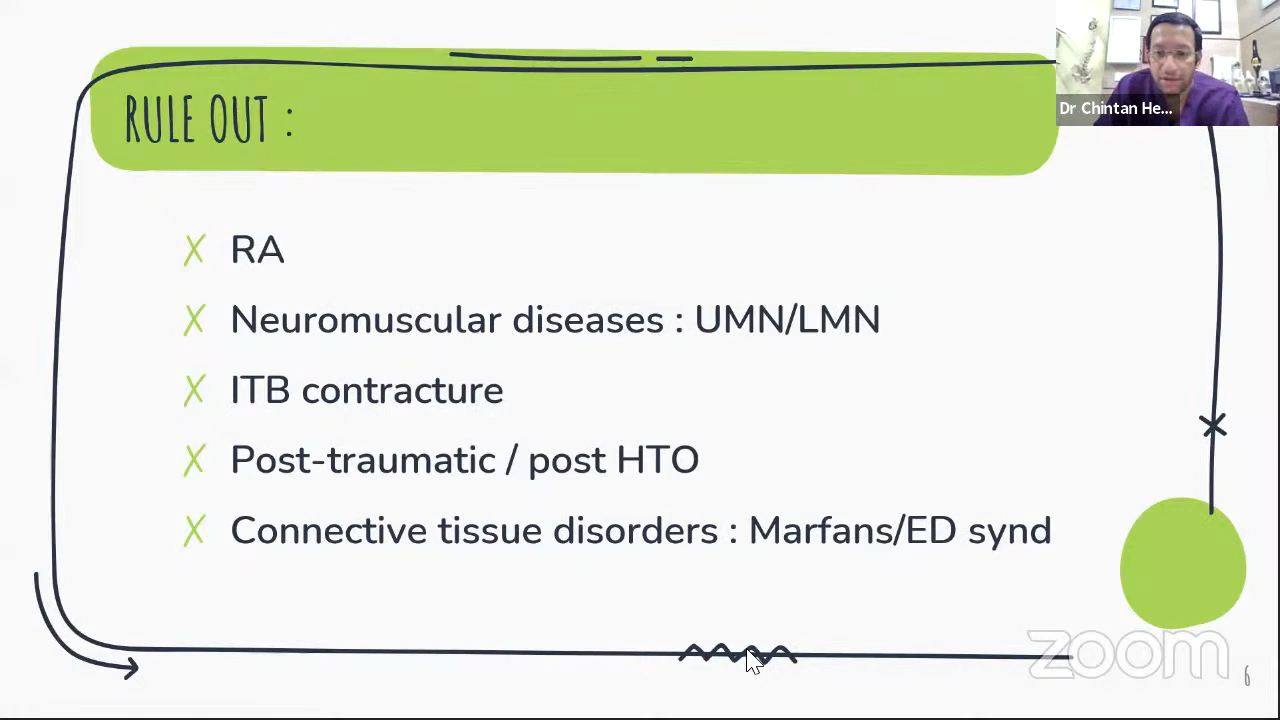 RULE OUT :
Dr Chintan He...
RA
Neuromuscular diseases : UMN/LMN
ITB contracture
Post-traumatic / post HTO
Connective tissue disorders : Marfans/ED synd
zoom
6